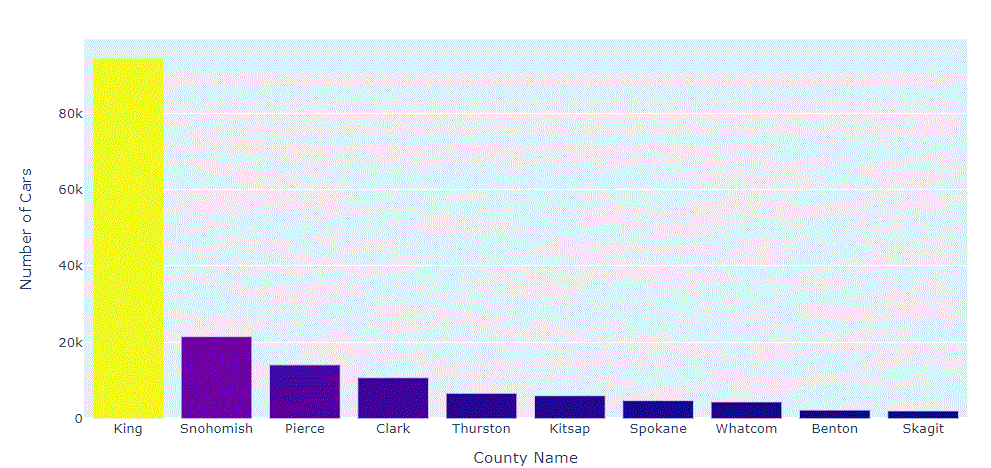 80k
60k
40k
20k
0
Number of Cars
King Snohomish Pierce Clark Thurston Kitsap Spokane Whatcom Benton Skagit
County Name